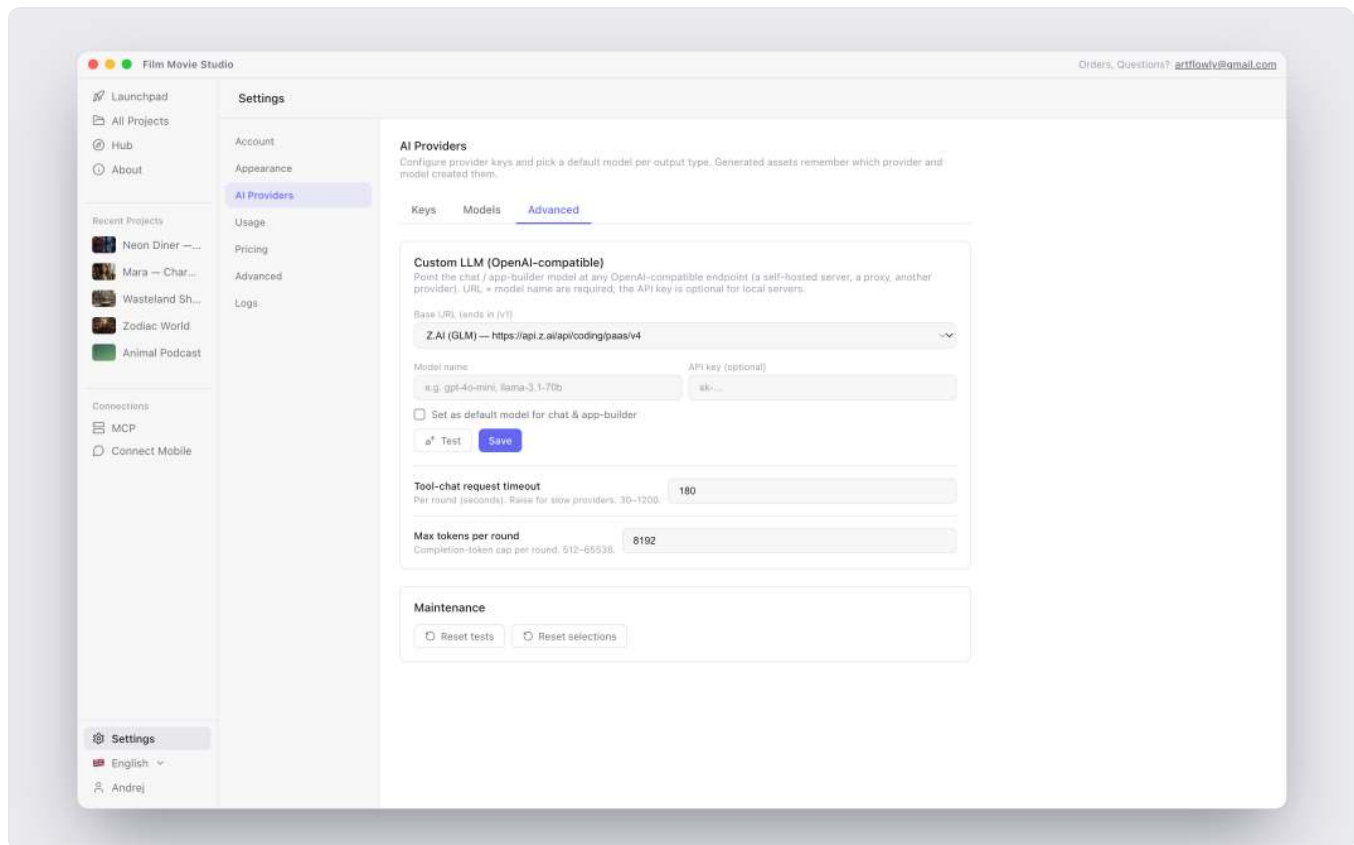 Film Movie Studio
Orders, Questions? artflowlv@gmail.com
Launchpad
All Projects
Hub
About
Recent Projects
Neon Diner —...
Mara — Char...
Wasteland Sh...
Zodiac World
Animal Podcast
Connections
MCP
Connect Mobile
Settings
English
Andrej
Settings
Account
Appearance
AI Providers
Usage
Pricing
Advanced
Logs
AI Providers
Configure provider keys and pick a default model per output type. Generated assets remember which provider and
model created them.
Keys Models Advanced
Custom LLM (OpenAI-compatible)
Point the chat / app-builder model at any OpenAI-compatible endpoint (a self-hosted server, a proxy, another
provider). URL + model name are required; the API key is optional for local servers.
Base URL (ends in /v1)
Z.AI (GLM) — https://api.z.ai/api/coding/paas/v4
Model name API key (optional)
e.g. gpt-4o-mini, llama-3.1-70b sk-...
Set as default model for chat & app-builder
Test Save
Tool-chat request timeout
Per round (seconds). Raise for slow providers. 30–1200.
180
Max tokens per round
Completion-token cap per round. 512–65536.
8192
Maintenance
Reset tests Reset selections